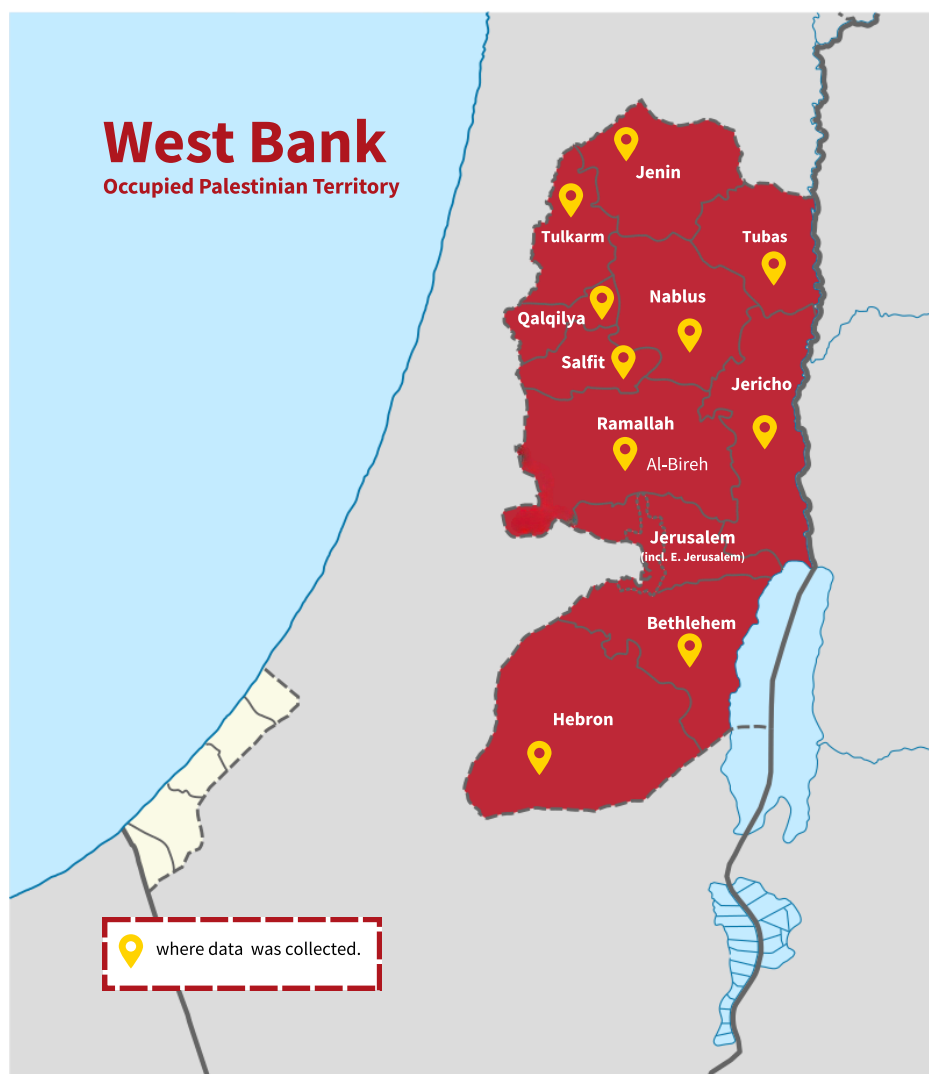 West Bank
Occupied Palestinian Territory
Jenin
Tulkarm
Tubas
Nablus
Qalqilya
Salfit
Jericho
Ramallah
Al-Bireh
Jerusalem
(incl. E. Jerusalem)
Bethlehem
Hebron
where data was collected.